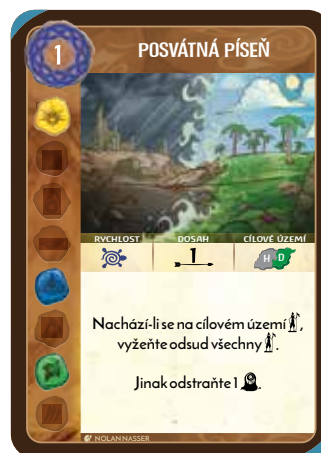 1
POSVÁTNÁ PÍSEŇ
RYCHLOST DOSAH CÍLOVÉ ÚZEMÍ
1 H D
Nachází-li se na cílovém území ,
vyžeňte odsud všechny .
Jinak odstraňte 1 .
NOLAN NASSER